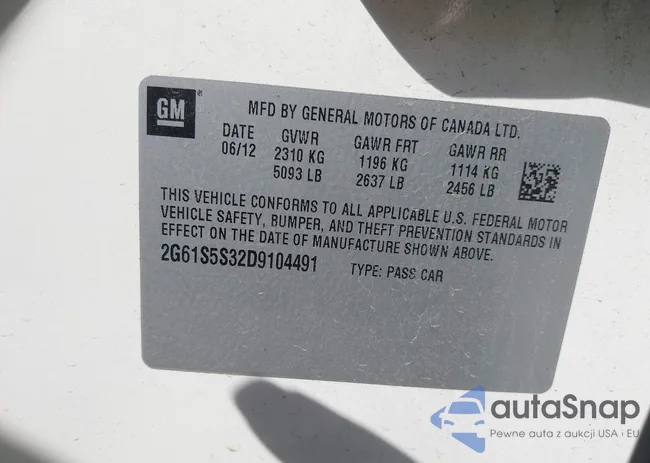 GM ®
MFD BY GENERAL MOTORS OF CANADA LTD.
DATE GVWR GAWR FRT GAWR RR
06/12 2310 KG 1196 KG 1114 KG
5093 LB 2637 LB 2456 LB
THIS VEHICLE CONFORMS TO ALL APPLICABLE U.S. FEDERAL MOTOR
VEHICLE SAFETY, BUMPER, AND THEFT PREVENTION STANDARDS IN
EFFECT ON THE DATE OF MANUFACTURE SHOWN ABOVE.
2G61S5S32D9104491 TYPE: PASS CAR
autaSnap
Pewne auta z aukcji USA i EU